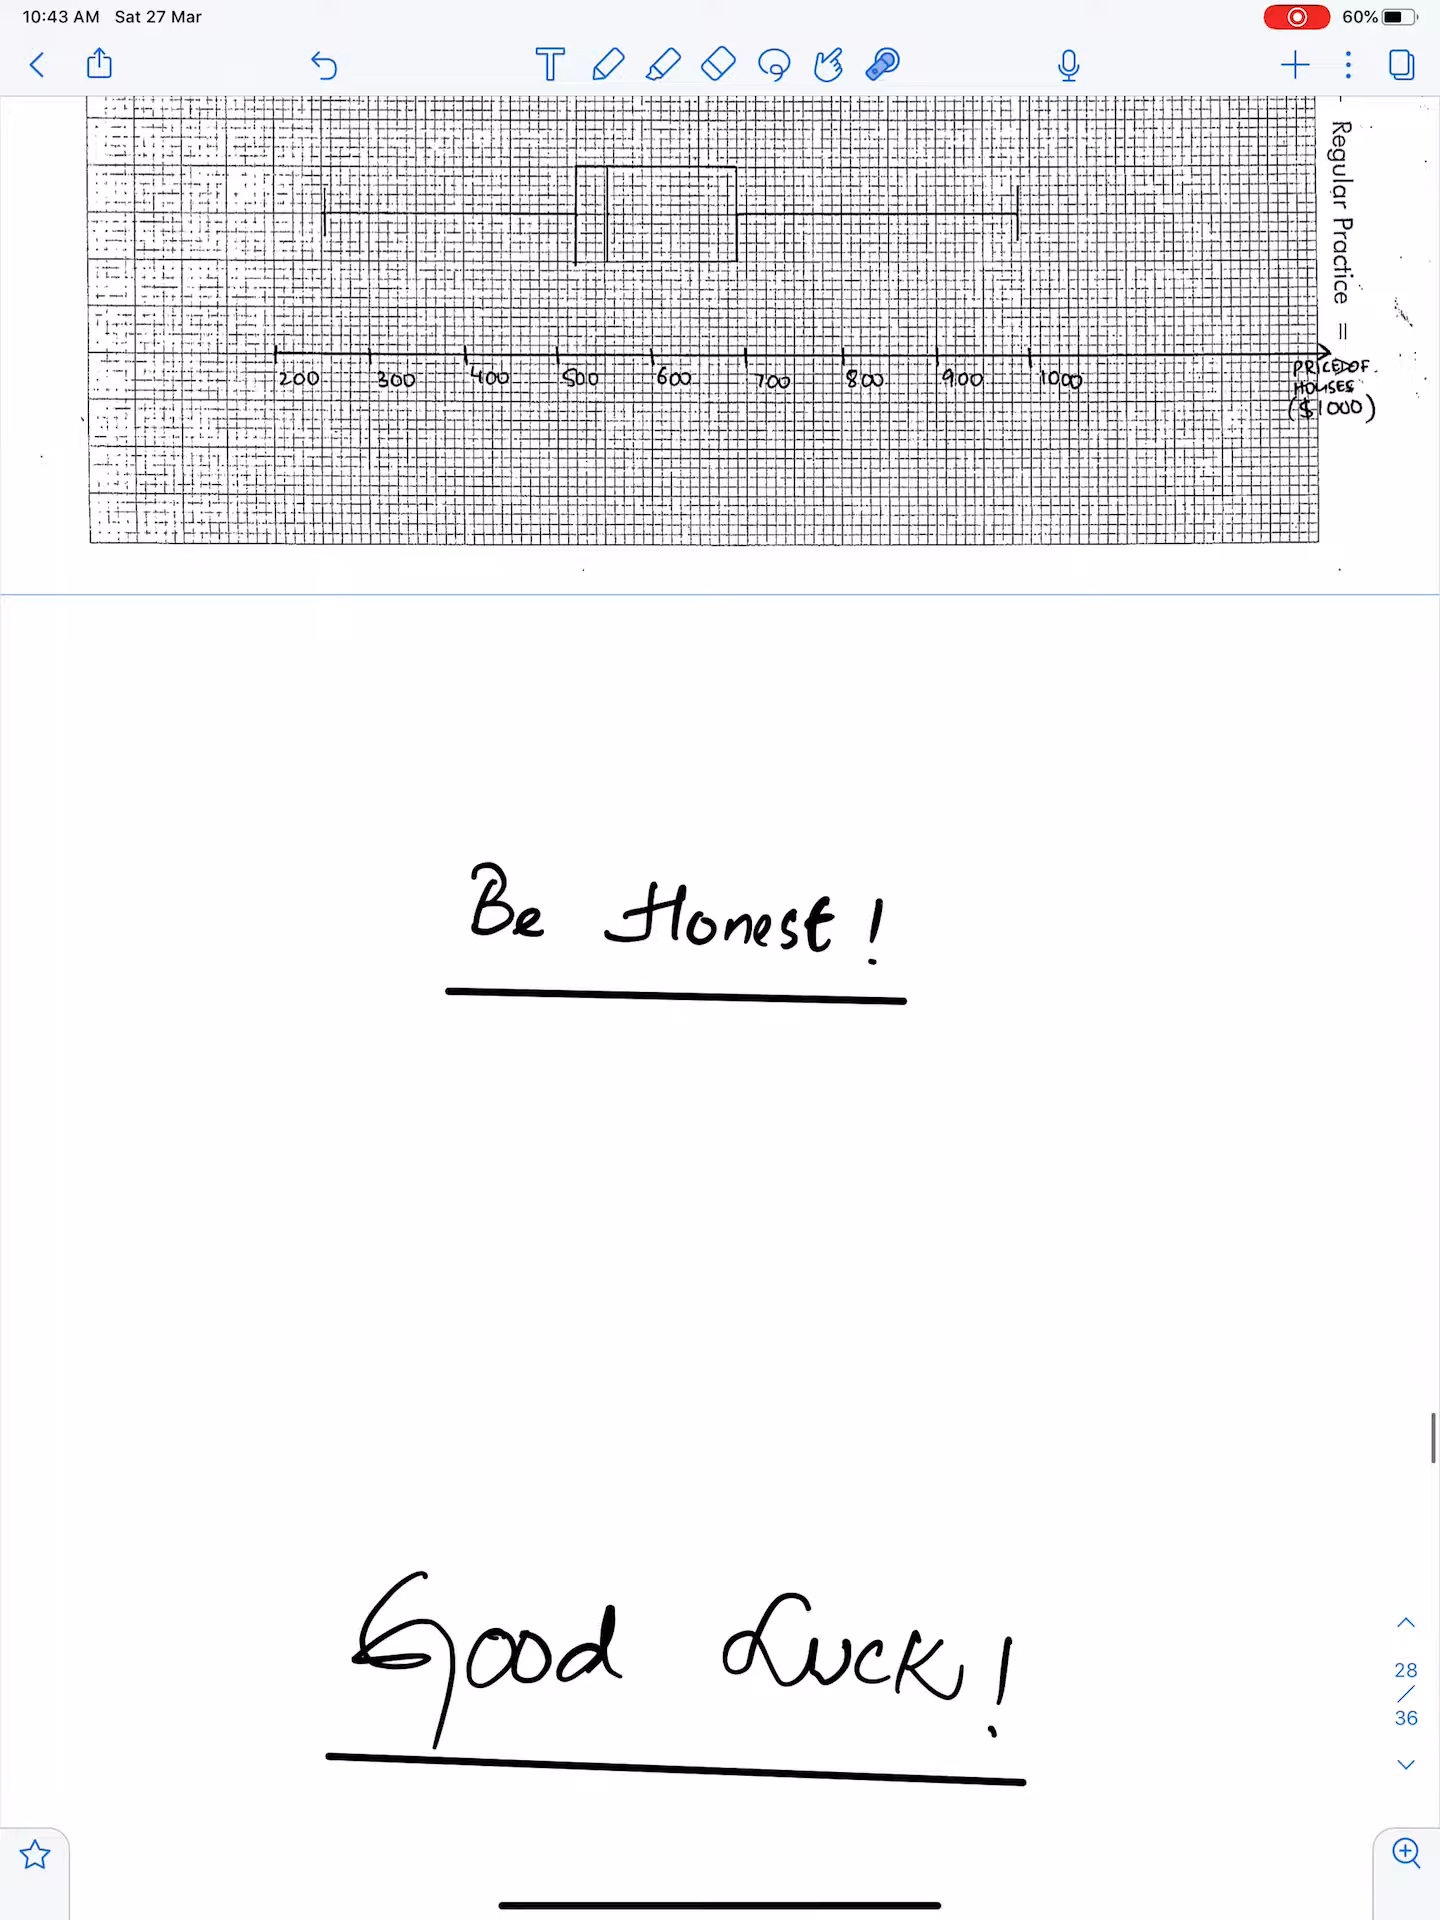 10:43 AM Sat 27 Mar
60%
T
Regular Practice =
200 300 400 500 600 700 800 900 1000
PRICE OF
HOUSES
($1000)
Be Honest!
Good Luck!
28
/
36